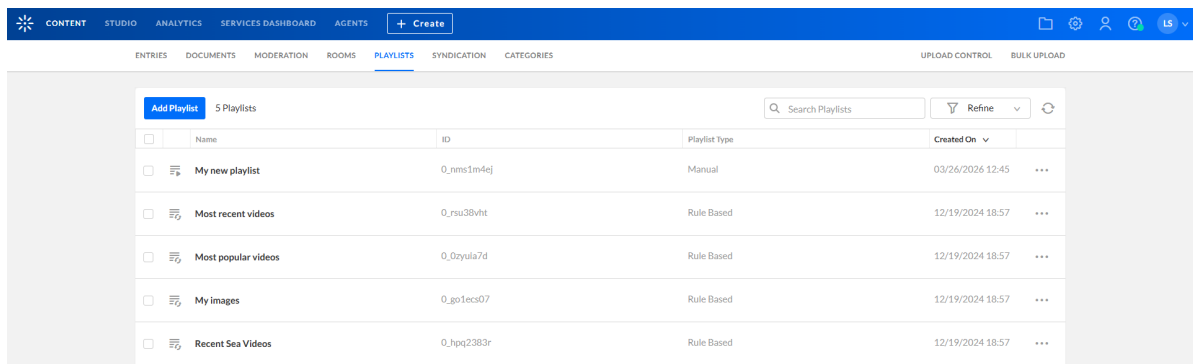 CONTENT STUDIO ANALYTICS SERVICES DASHBOARD AGENTS + Create LS
ENTRIES DOCUMENTS MODERATION ROOMS PLAYLISTS SYNDICATION CATEGORIES UPLOAD CONTROL BULK UPLOAD
Add Playlist 5 Playlists Search Playlists Refine
Name ID Playlist Type Created On
My new playlist 0_nms1m4ej Manual 03/26/2026 12:45
Most recent videos 0_rsu38vht Rule Based 12/19/2024 18:57
Most popular videos 0_0zyuia7d Rule Based 12/19/2024 18:57
My images 0_go1ecs07 Rule Based 12/19/2024 18:57
Recent Sea Videos 0_hpq2383r Rule Based 12/19/2024 18:57